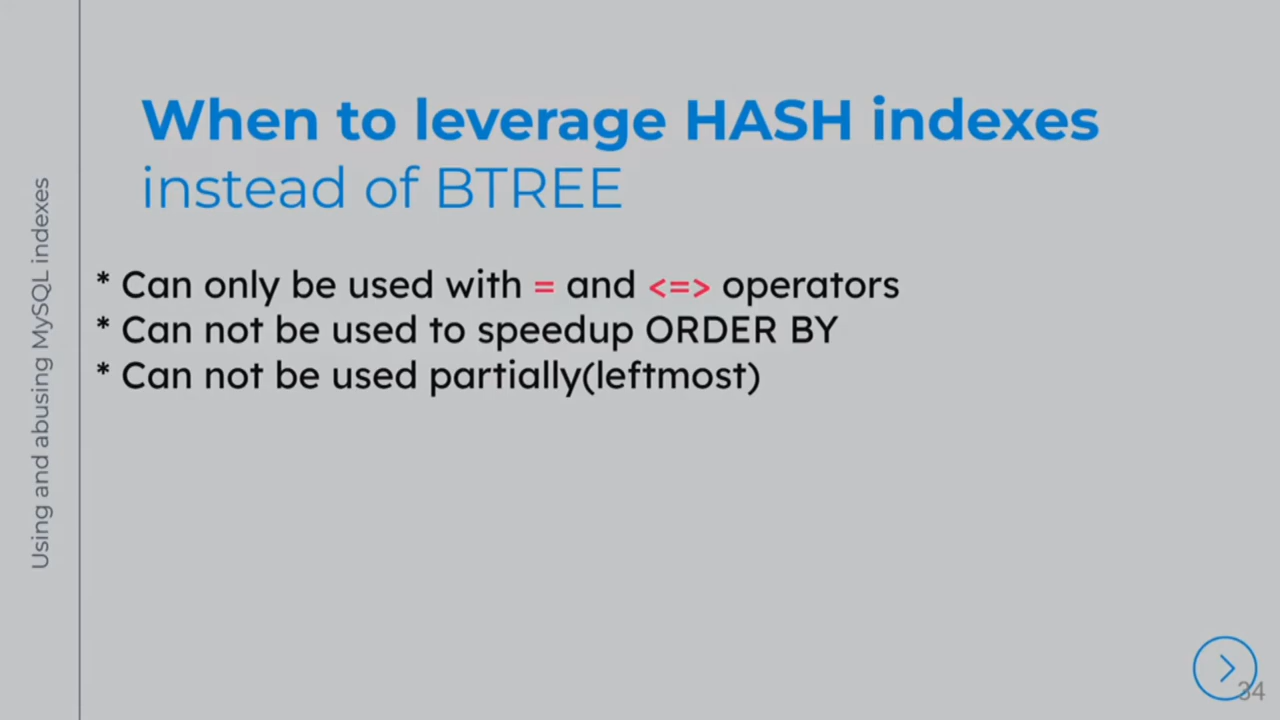 When to leverage HASH indexes
instead of BTREE
* Can only be used with = and <=> operators
* Can not be used to speedup ORDER BY
* Can not be used partially(leftmost)
Using and abusing MySQL indexes
34